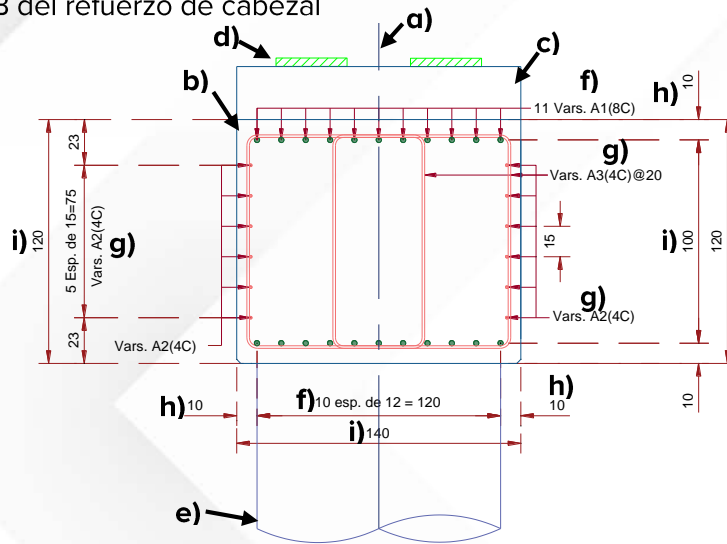 3 del refuerzo de cabezal
a)
d)
c)
b)
f)
h)
10
11 Vars. A1(8C)
23
g)
Vars. A3(4C)@20
i)
120
5 Esp. de 15=75
Vars. A2(4C)
g)
15
i)
100
120
g)
Vars. A2(4C)
23
Vars. A2(4C)
h)
10
f)
10 esp. de 12 = 120
h)
10
10
i)
140
e)